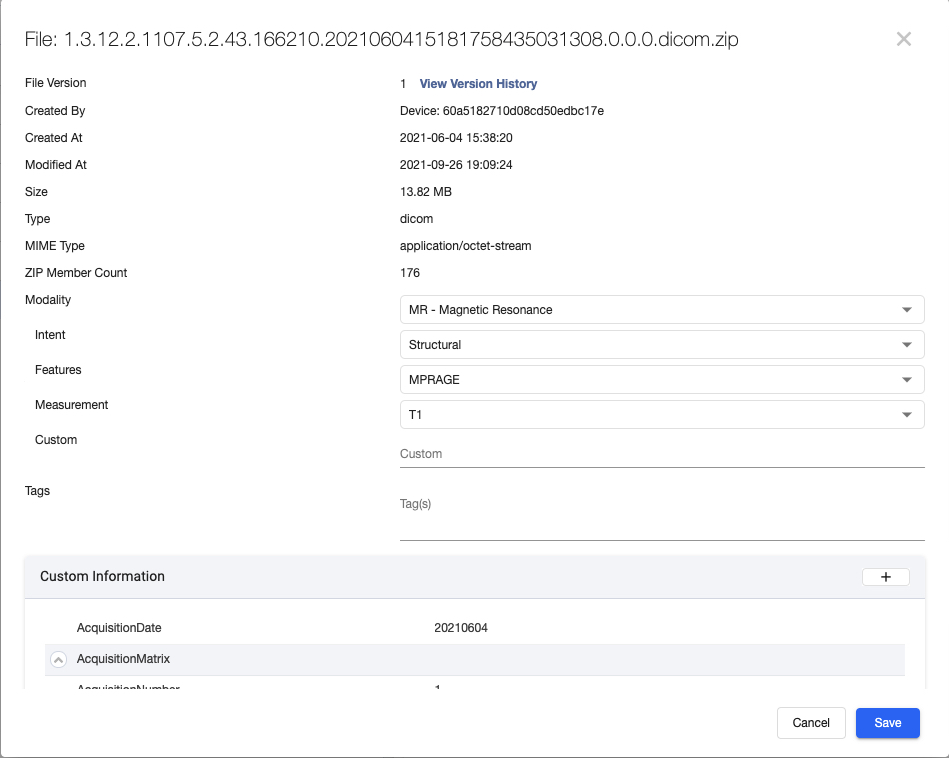 File: 1.3.12.2.1107.5.2.43.166210.2021060415181758435031308.0.0.0.dicom.zip
File Version 1 View Version History
Created By Device: 60a5182710d08cd50edbc17e
Created At 2021-06-04 15:38:20
Modified At 2021-09-26 19:09:24
Size 13.82 MB
Type dicom
MIME Type application/octet-stream
ZIP Member Count 176
Modality MR - Magnetic Resonance
Intent Structural
Features MPRAGE
Measurement T1
Custom Custom
Tags Tag(s)
Custom Information +
AcquisitionDate 20210604
AcquisitionMatrix
AcquisitionNumber 1
Cancel Save